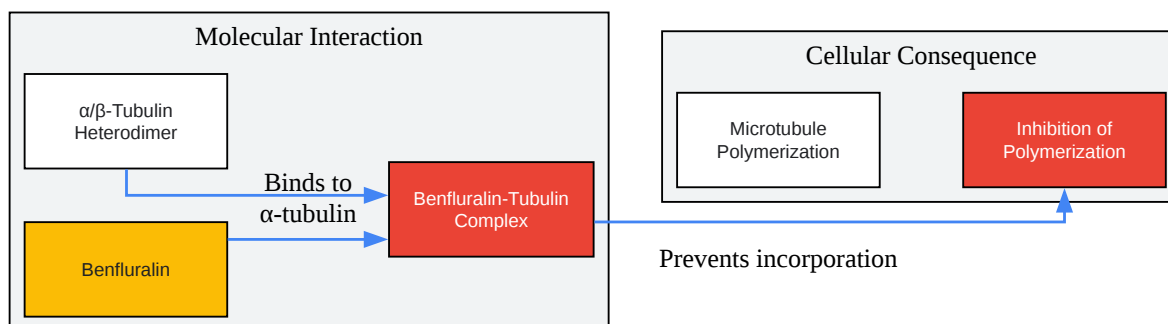 Molecular Interaction
α/β-Tubulin
Heterodimer
Binds to
α-tubulin
Benfluralin
Benfluralin-Tubulin
Complex
Cellular Consequence
Microtubule
Polymerization
Inhibition of
Polymerization
Prevents incorporation